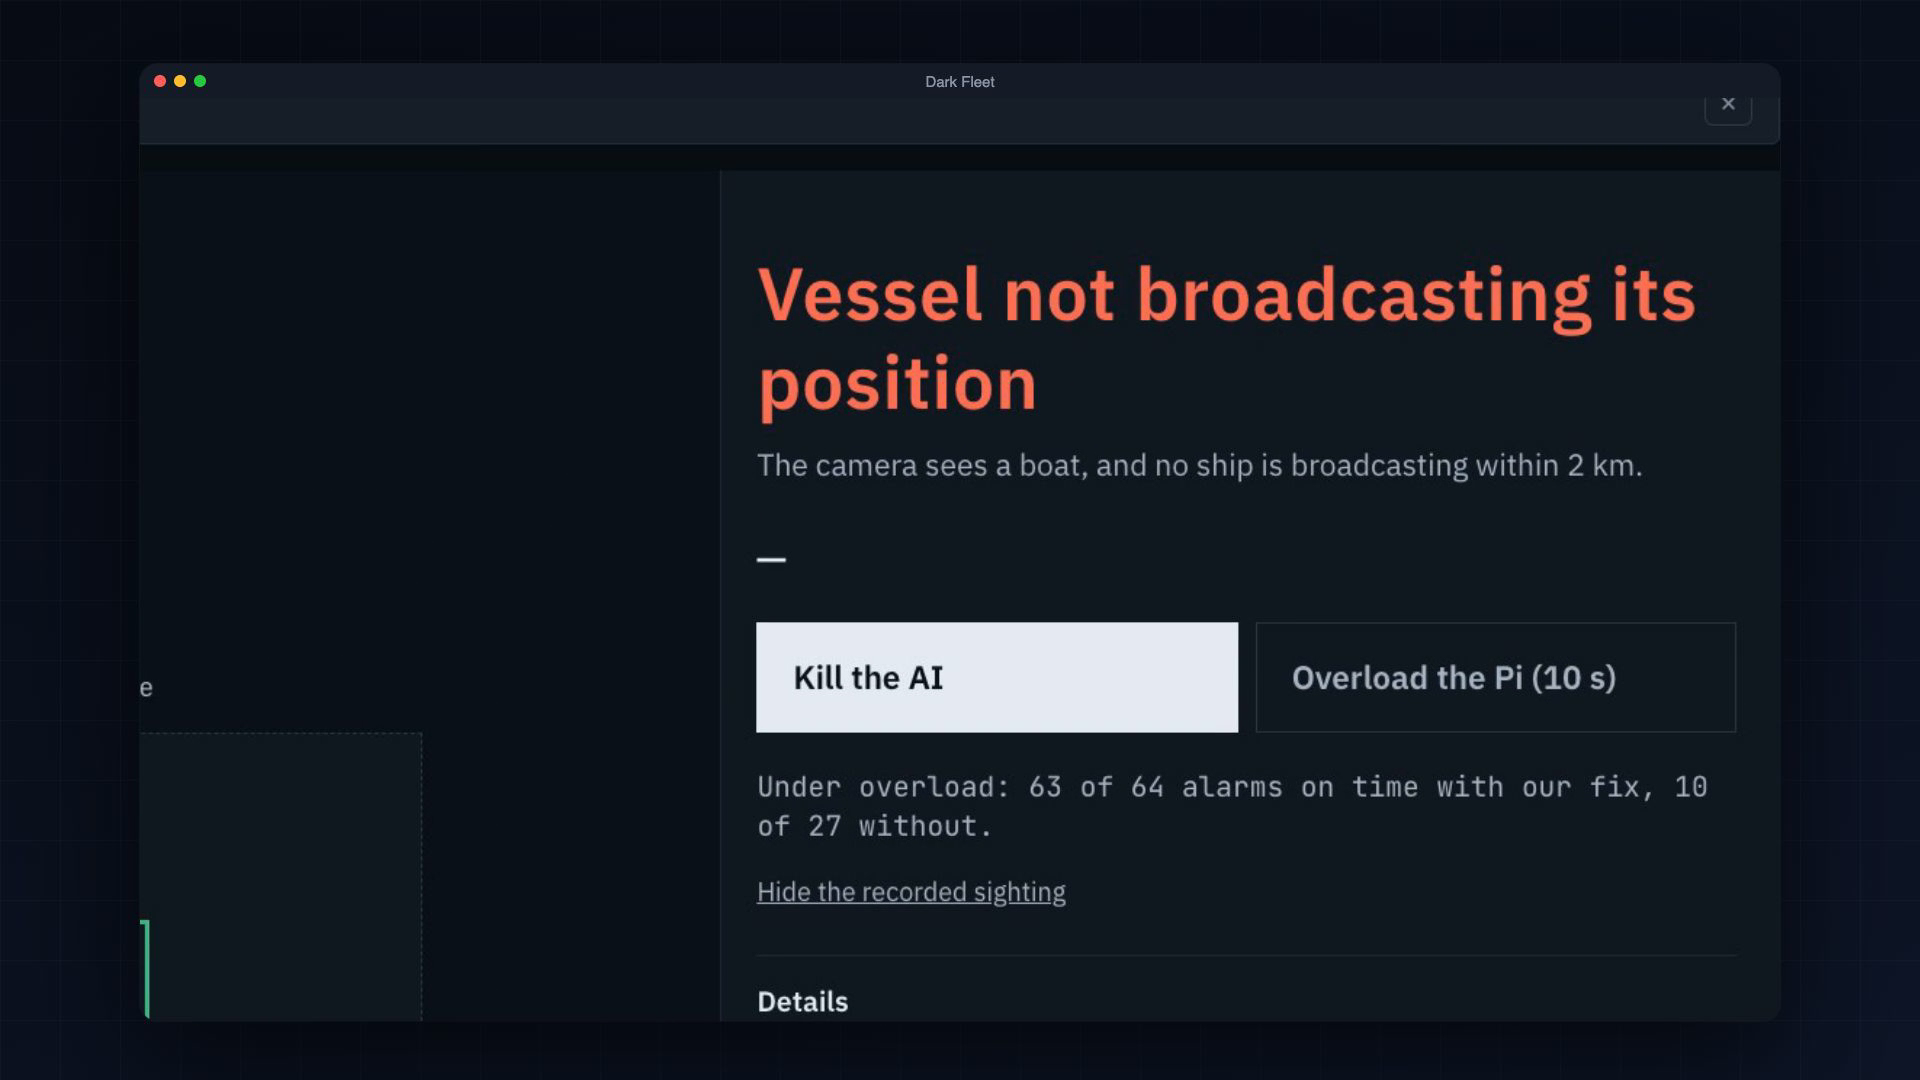 Dark Fleet
×
Vessel not broadcasting its
position
The camera sees a boat, and no ship is broadcasting within 2 km.
—
Kill the AI
Overload the Pi (10 s)
e
Under overload: 63 of 64 alarms on time with our fix, 10
of 27 without.
Hide the recorded sighting
Details